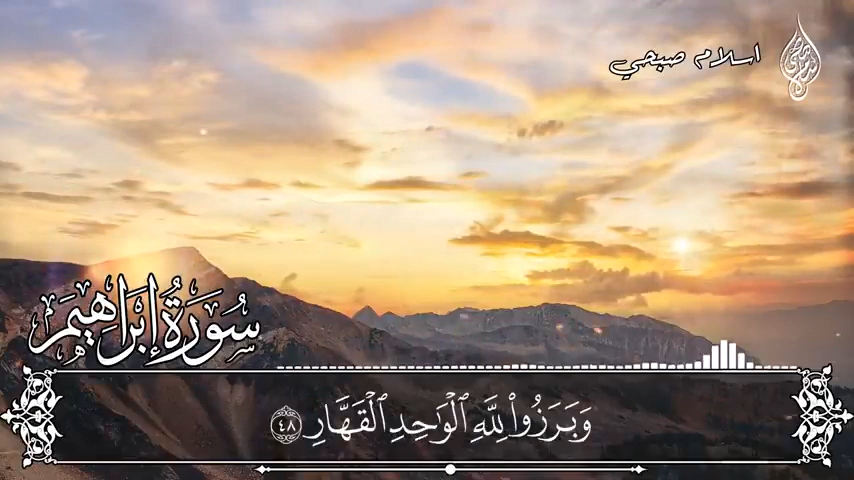 اسلام صبحي
سُورَةُ إِبْرَاهِيمَ
وَبَرَزُواْ لِلَّهِ ٱلْوَٰحِدِ ٱلْقَهَّارِ ٤٨